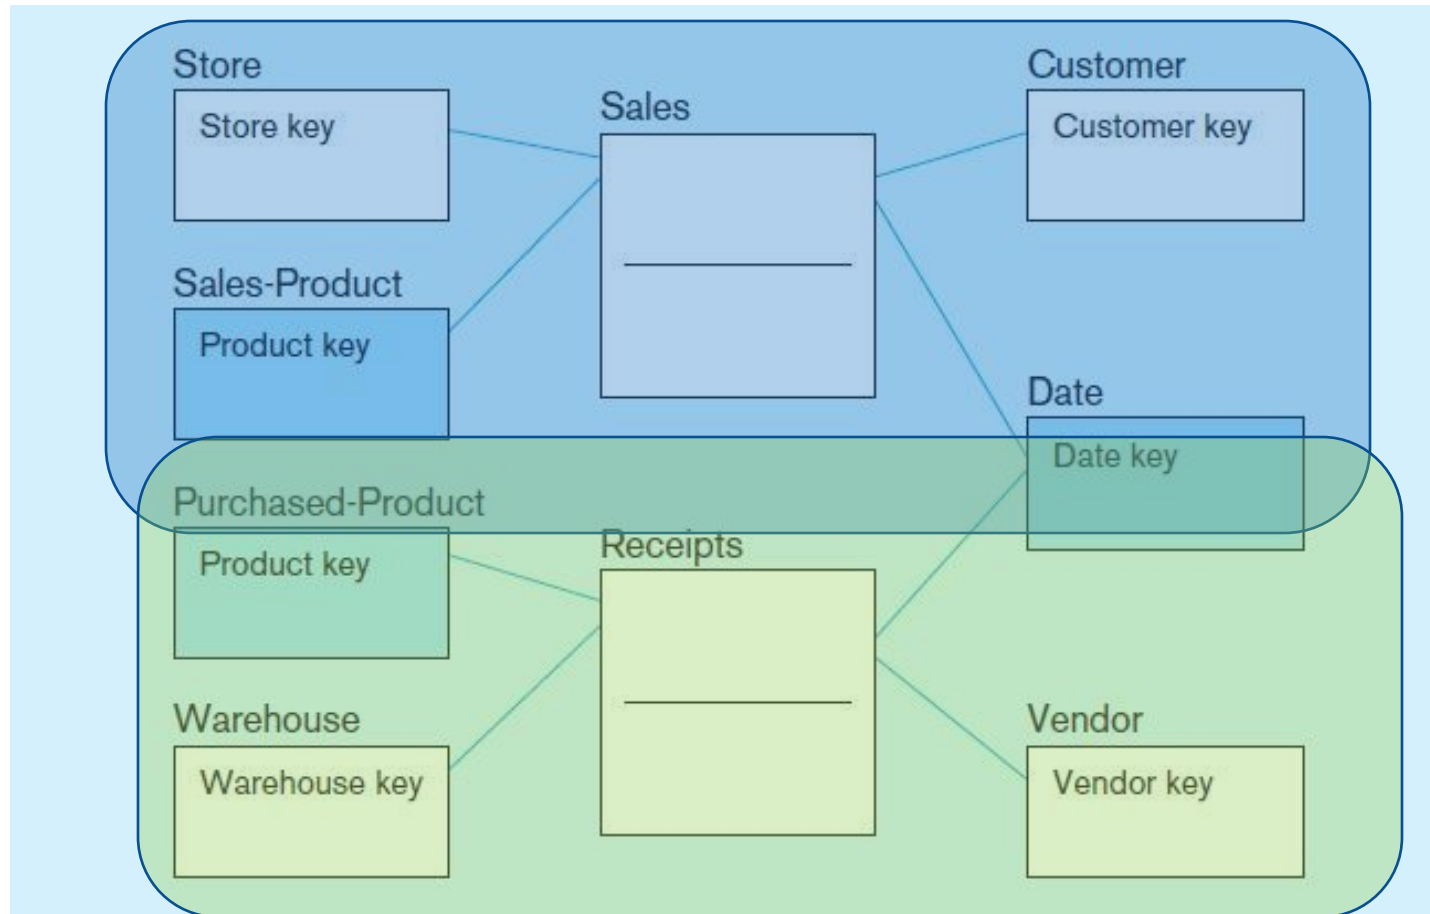 Store
Store key
Sales
Customer
Customer key
Sales-Product
Product key
Date
Date key
Purchased-Product
Product key
Receipts
Warehouse
Warehouse key
Vendor
Vendor key